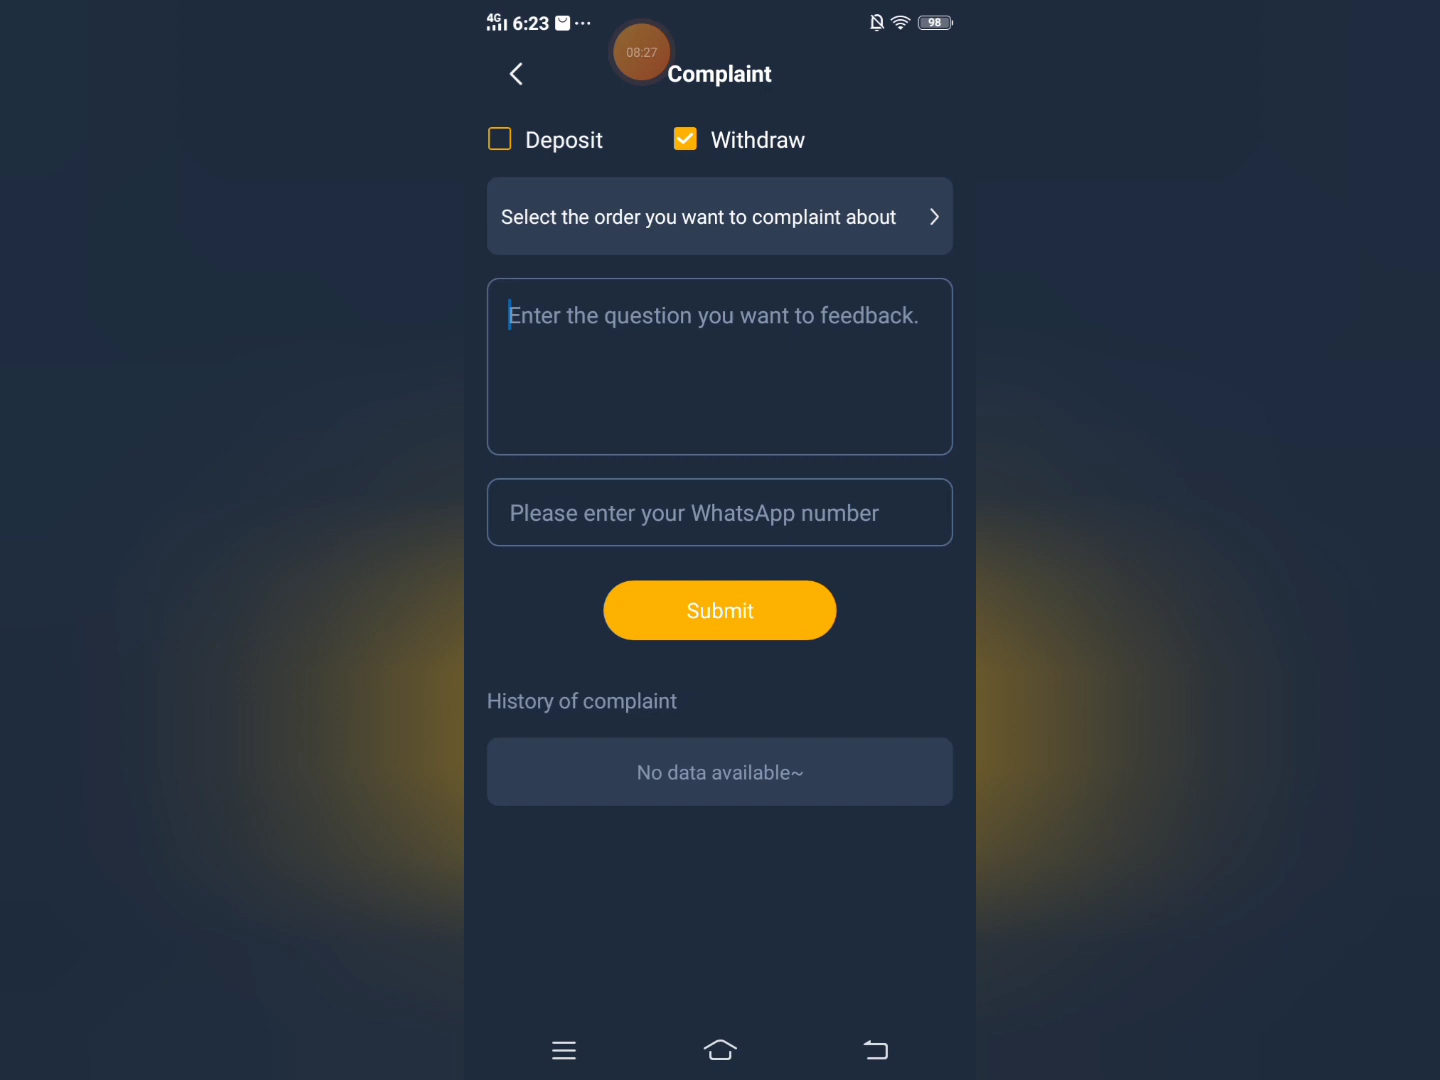 4G 6:23 ...
98
08:27
Complaint
Deposit
Withdraw
Select the order you want to complaint about
Enter the question you want to feedback.
Please enter your WhatsApp number
Submit
History of complaint
No data available~